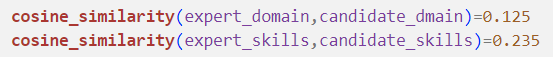 cosine_similarity(expert_domain,candidate_dmain)=0.125
cosine_similarity(expert_skills,candidate_skills)=0.235